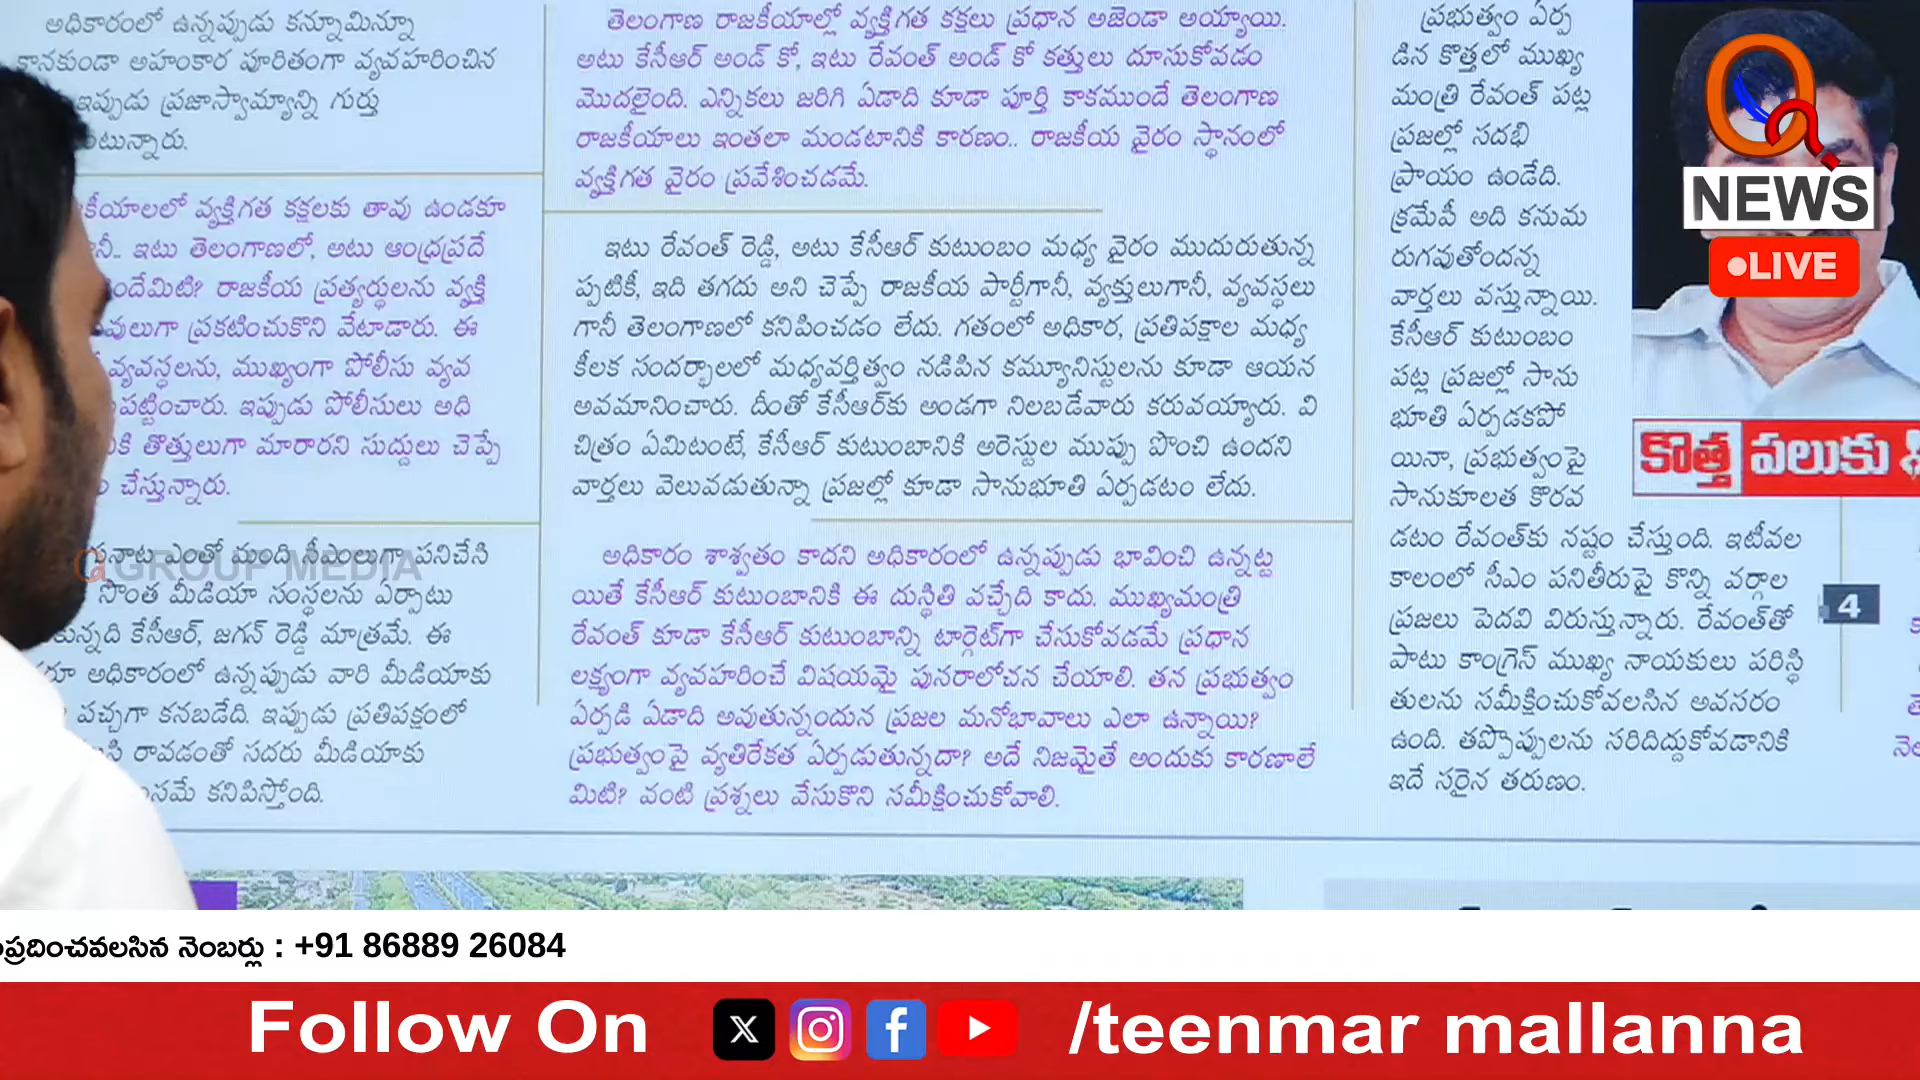 అధికారంలో ఉన్నప్పుడు కన్నూమిన్నూ
కానకుండా అహంకార పూరితంగా వ్యవహరించిన
ఇప్పుడు ప్రజాస్వామ్యాన్ని గుర్తు
వ్యక్తిగత కక్షలకు తావు ఉండకూ
ఇటు తెలంగాణలో, అటు ఆంధ్రప్రదే
రాజకీయ ప్రత్యర్థులను వ్యక్తి
ప్రకటించుకొని వేటాడారు. ఈ
వ్యవస్థలను, ముఖ్యంగా పోలీసు వ్యవ
ఇప్పుడు పోలీసులు అధి
తొత్తులుగా మారారని సుద్దులు చెప్పే
చేస్తున్నారు.
ఎంతో మంది సీఎంలుగా పనిచేసి
సొంత మీడియా సంస్థలను ఏర్పాటు
కేసీఆర్, జగన్ రెడ్డి మాత్రమే. ఈ
అధికారంలో ఉన్నప్పుడు వారి మీడియాకు
పచ్చగా కనబడేది. ఇప్పుడు ప్రతిపక్షంలో
రావడంతో సదరు మీడియాకు
కనిపిస్తోంది.
తెలంగాణ రాజకీయాల్లో వ్యక్తిగత కక్షలు ప్రధాన అజెండా అయ్యాయి.
అటు కేసీఆర్ అండ్ కో, ఇటు రేవంత్ అండ్ కో కత్తులు దూసుకోవడం
మొదలైంది. ఎన్నికలు జరిగి ఏడాది కూడా పూర్తి కాకముందే తెలంగాణ
రాజకీయాలు ఇంతలా మండటానికి కారణం.. రాజకీయ వైరం స్థానంలో
వ్యక్తిగత వైరం ప్రవేశించడమే.
ఇటు రేవంత్ రెడ్డి, అటు కేసీఆర్ కుటుంబం మధ్య వైరం ముదురుతున్న
ప్పటికీ, ఇది తగదు అని చెప్పే రాజకీయ పార్టీగానీ, వ్యక్తులుగానీ, వ్యవస్థలు
గానీ తెలంగాణలో కనిపించడం లేదు. గతంలో అధికార, ప్రతిపక్షాల మధ్య
కీలక సందర్భాలలో మధ్యవర్తిత్వం నడిపిన కమ్యూనిస్టులను కూడా ఆయన
అవమానించారు. దీంతో కేసీఆర్‌కు అండగా నిలబడేవారు కరువయ్యారు. వి
చిత్రం ఏమిటంటే, కేసీఆర్ కుటుంబానికి అరెస్టుల ముప్పు పొంచి ఉందని
వార్తలు వెలువడుతున్నా ప్రజల్లో కూడా సానుభూతి ఏర్పడటం లేదు.
అధికారం శాశ్వతం కాదని అధికారంలో ఉన్నప్పుడు భావించి ఉన్నట్ట
యితే కేసీఆర్ కుటుంబానికి ఈ దుస్థితి వచ్చేది కాదు. ముఖ్యమంత్రి
రేవంత్ కూడా కేసీఆర్ కుటుంబాన్ని టార్గెట్‌గా చేసుకోవడమే ప్రధాన
లక్ష్యంగా వ్యవహరించే విషయమై పునరాలోచన చేయాలి. తన ప్రభుత్వం
ఏర్పడి ఏడాది అవుతున్నందున ప్రజల మనోభావాలు ఎలా ఉన్నాయి?
ప్రభుత్వంపై వ్యతిరేకత ఏర్పడుతున్నదా? అదే నిజమైతే అందుకు కారణాలే
మిటి? వంటి ప్రశ్నలు వేసుకొని సమీక్షించుకోవాలి.
ప్రభుత్వం ఏర్ప
డిన కొత్తలో ముఖ్య
మంత్రి రేవంత్ పట్ల
ప్రజల్లో సదభి
ప్రాయం ఉండేది.
క్రమేపీ అది కనుమ
రుగవుతోందన్న
వార్తలు వస్తున్నాయి.
కేసీఆర్ కుటుంబం
పట్ల ప్రజల్లో సాను
భూతి ఏర్పడకపో
యినా, ప్రభుత్వంపై
సానుకూలత కొరవ
డటం రేవంత్‌కు నష్టం చేస్తుంది. ఇటీవల
కాలంలో సీఎం పనితీరుపై కొన్ని వర్గాల
ప్రజలు పెదవి విరుస్తున్నారు. రేవంత్‌తో
పాటు కాంగ్రెస్ ముఖ్య నాయకులు పరిస్థి
తులను సమీక్షించుకోవలసిన అవసరం
ఉంది. తప్పొప్పులను సరిదిద్దుకోవడానికి
ఇదే సరైన తరుణం.
కొత్త పలుకు
4
Q NEWS
LIVE
Q GROUP MEDIA
నెంబర్లు : +91 86889 26084
Follow On /teenmar mallanna